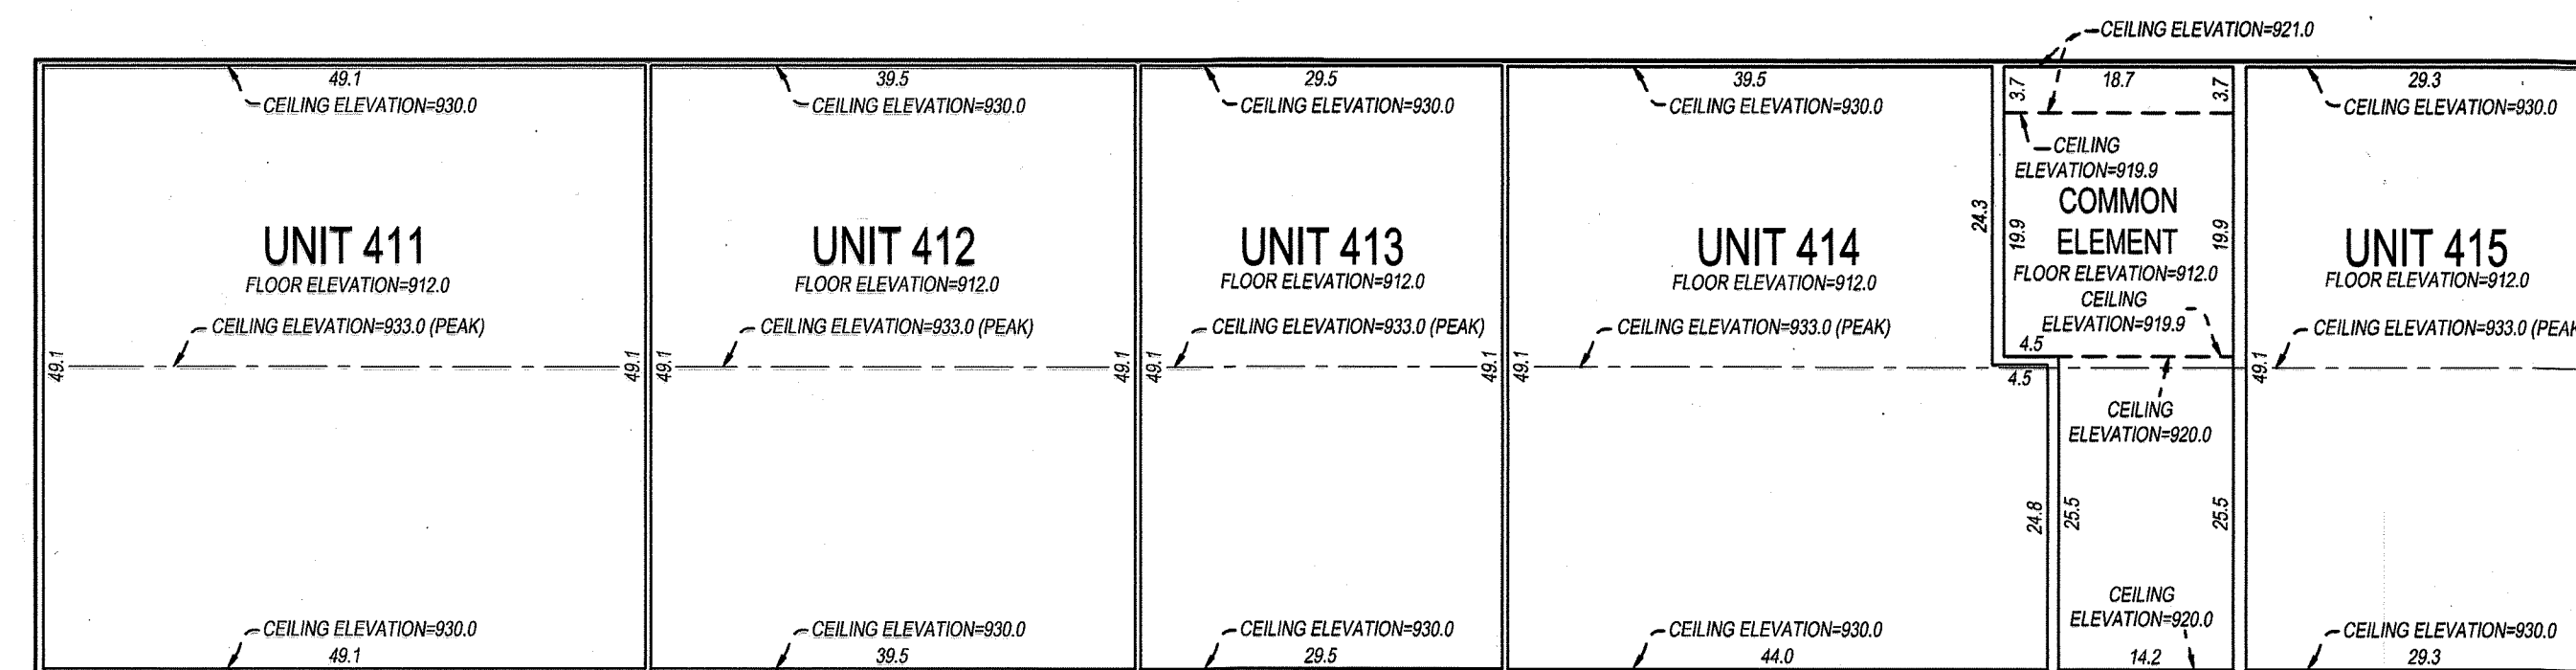 CEILING ELEVATION=921.0
49.1
CEILING ELEVATION=930.0
UNIT 411
FLOOR ELEVATION=912.0
CEILING ELEVATION=933.0 (PEAK)
49.1
49.1
CEILING ELEVATION=930.0
49.1
39.5
CEILING ELEVATION=930.0
UNIT 412
FLOOR ELEVATION=912.0
CEILING ELEVATION=933.0 (PEAK)
49.1
49.1
CEILING ELEVATION=930.0
39.5
29.5
CEILING ELEVATION=930.0
UNIT 413
FLOOR ELEVATION=912.0
CEILING ELEVATION=933.0 (PEAK)
49.1
49.1
CEILING ELEVATION=930.0
29.5
39.5
CEILING ELEVATION=930.0
UNIT 414
FLOOR ELEVATION=912.0
CEILING ELEVATION=933.0 (PEAK)
49.1
24.3
4.5
24.8
CEILING ELEVATION=930.0
44.0
3.7
18.7
3.7
CEILING
ELEVATION=919.9
COMMON
ELEMENT
19.9
19.9
FLOOR ELEVATION=912.0
CEILING
ELEVATION=919.9
4.5
CEILING
ELEVATION=920.0
25.5
25.5
CEILING
ELEVATION=920.0
14.2
29.3
CEILING ELEVATION=930.0
UNIT 415
FLOOR ELEVATION=912.0
CEILING ELEVATION=933.0 (PEAK
49.1
CEILING ELEVATION=930.0
29.3